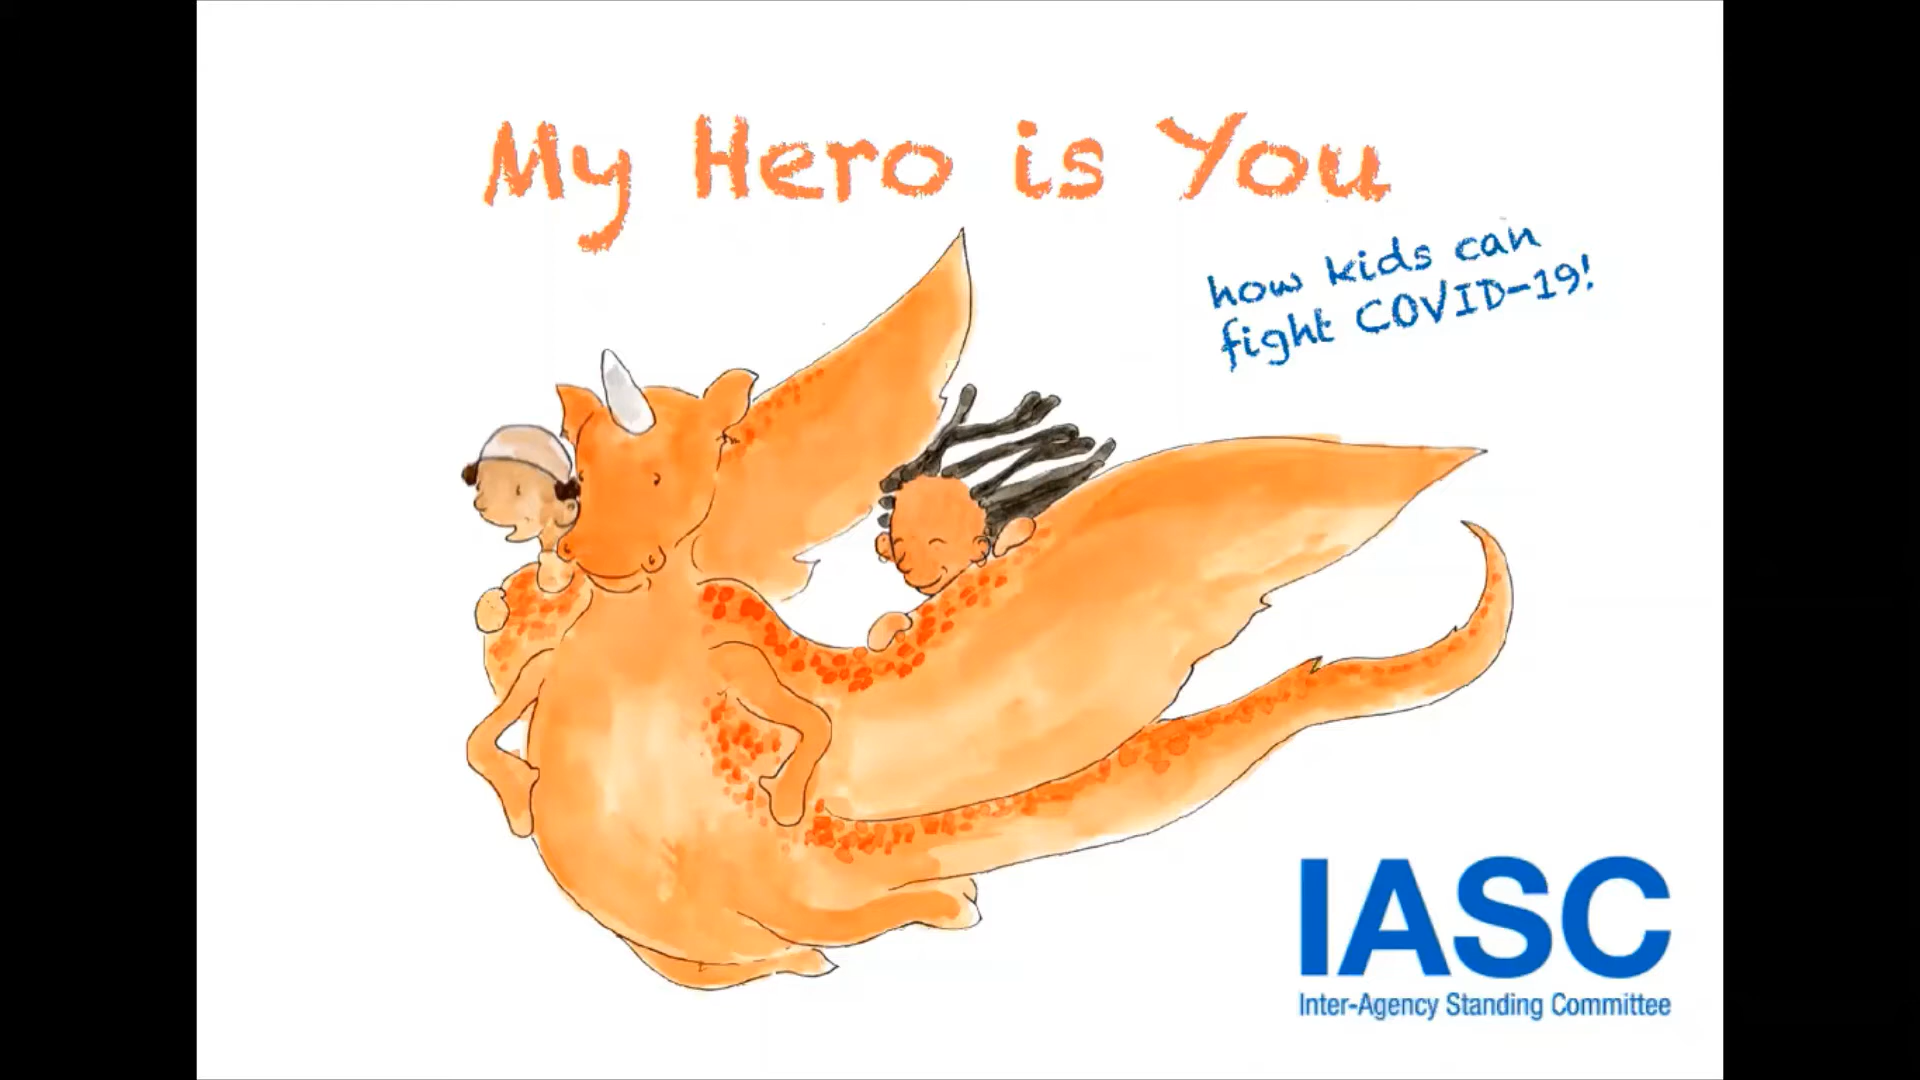 My Hero is You
how kids can
fight COVID-19!
IASC
Inter-Agency Standing Committee